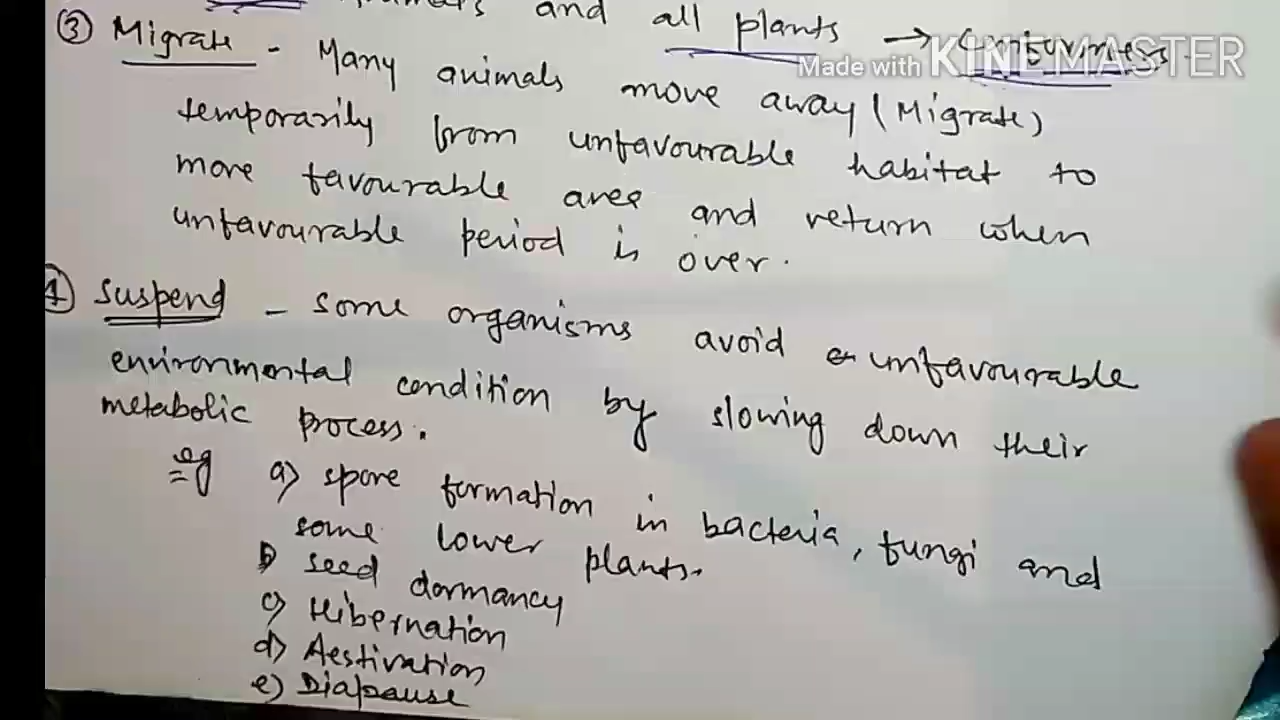 and all plants →
③ Migrate - Many animals move away (Migrate)
temporarily from unfavourable habitat to
more favourable area and return when
unfavourable period is over.
④ Suspend - some organisms avoid unfavourable
environmental condition by slowing down their
metabolic process.
eg a) spore formation in bacteria, fungi and
some lower plants.
b) seed dormancy
c) Hibernation
d) Aestivation
e) Diapause
Made with KINEMASTER